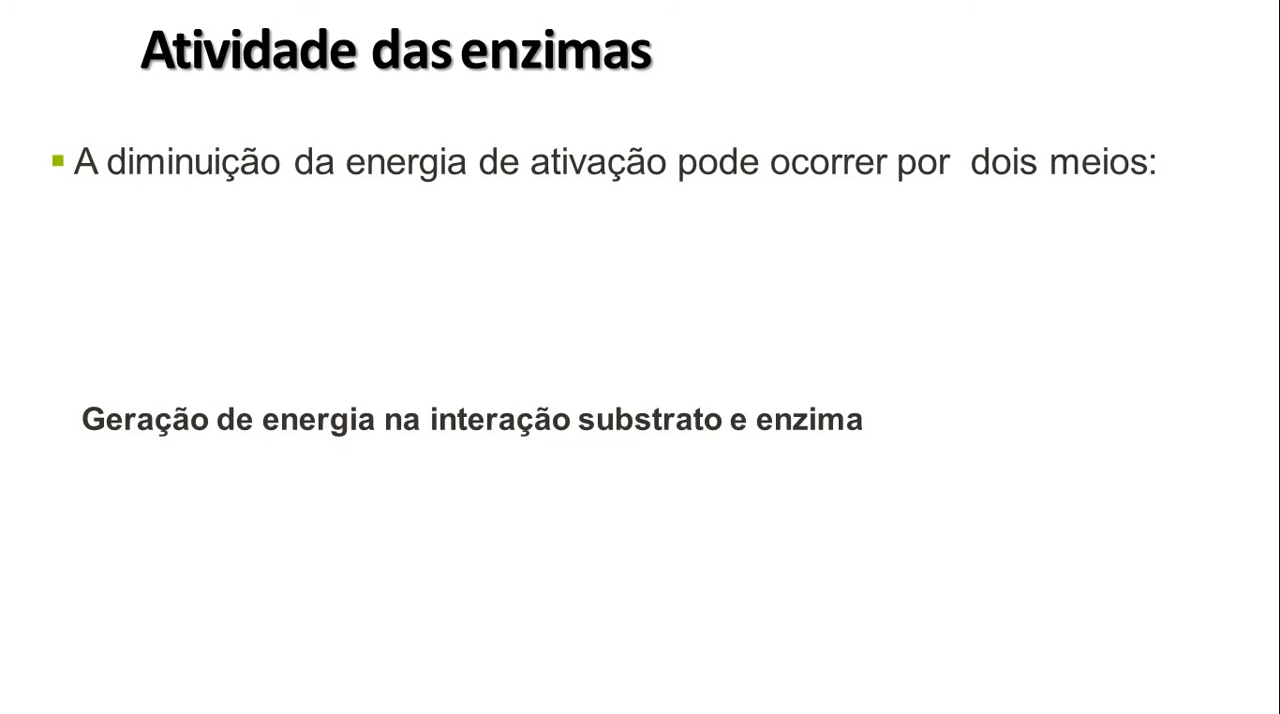 Atividade das enzimas
A diminuição da energia de ativação pode ocorrer por dois meios:
Geração de energia na interação substrato e enzima